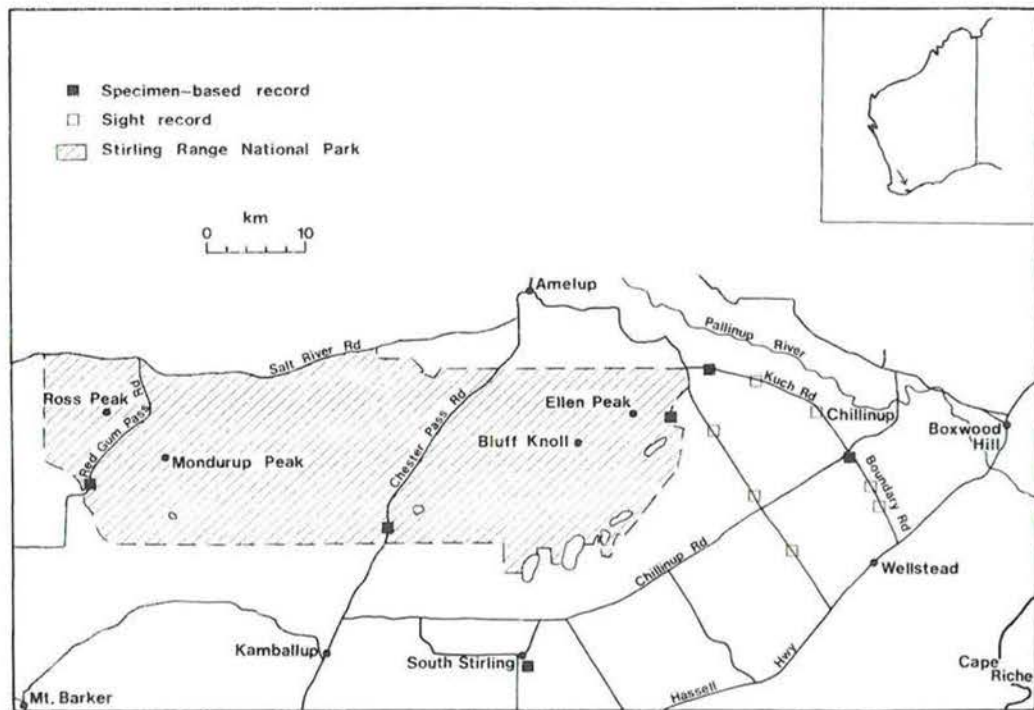 Specimen-based record
Sight record
Stirling Range National Park
km
0 10
Amelup
Pallinup River
Salt River Rd
Kuch Rd
Ross Peak
Red Gum Pass Rd
Chester Pass Rd
Ellen Peak
Chillinup
Boxwood
Hill
Bluff Knoll
Mondurup Peak
Boundary Rd
Chillinup Rd
Wellstead
Kamballup
South Stirling
Hassell Hwy
Cape
Riche
Mt. Barker